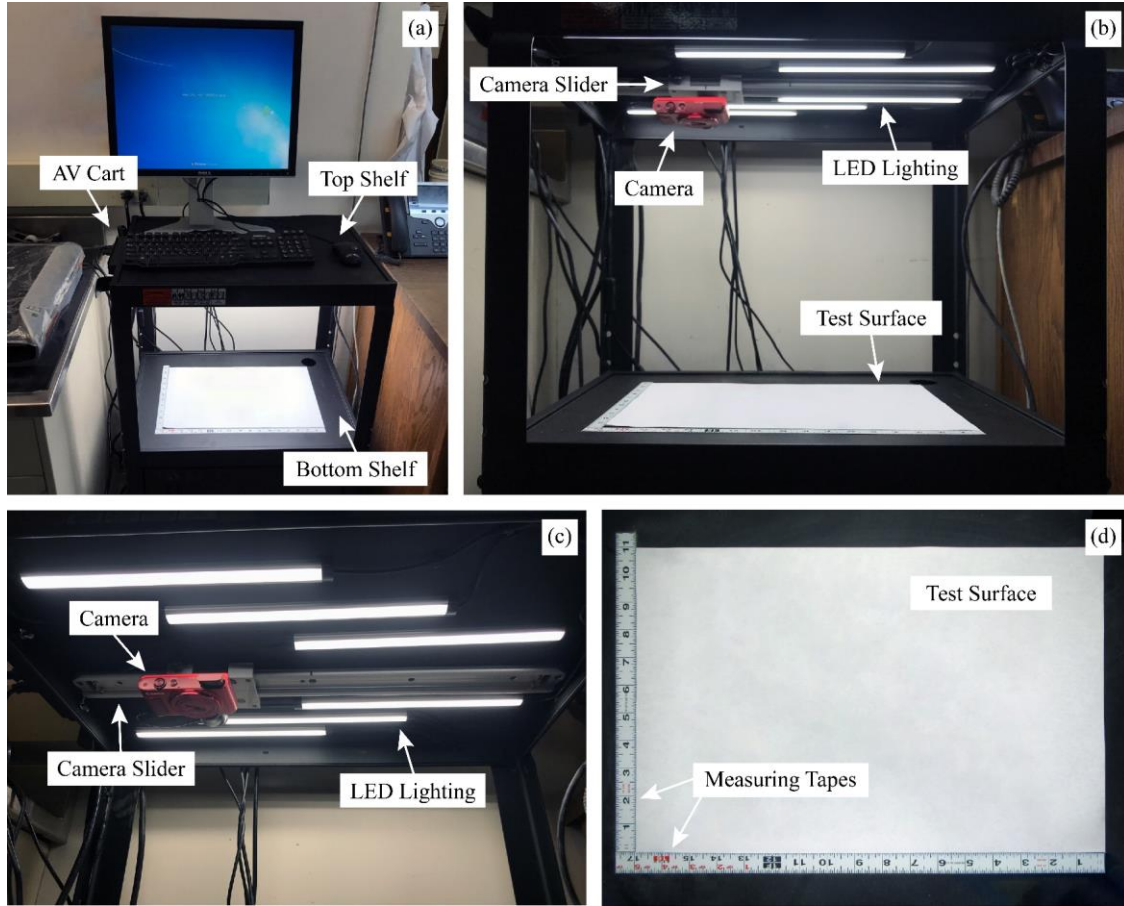 (a)
AV Cart
Top Shelf
Bottom Shelf
DELL
(b)
Camera Slider
Camera
LED Lighting
Test Surface
(c)
Camera
Camera Slider
LED Lighting
(d)
Test Surface
Measuring Tapes
11
10
9
8
7
6
5
4
3
2
1
17 15 14 13 12 11 10 9 8 7 6 5 4 3 2 1